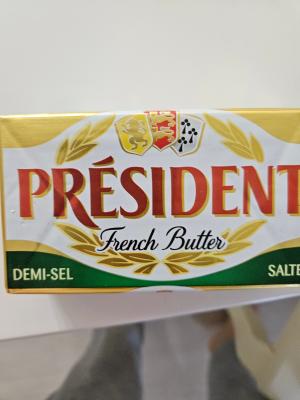 PRÉSIDENT
French Butter
DEMI-SEL SALTE